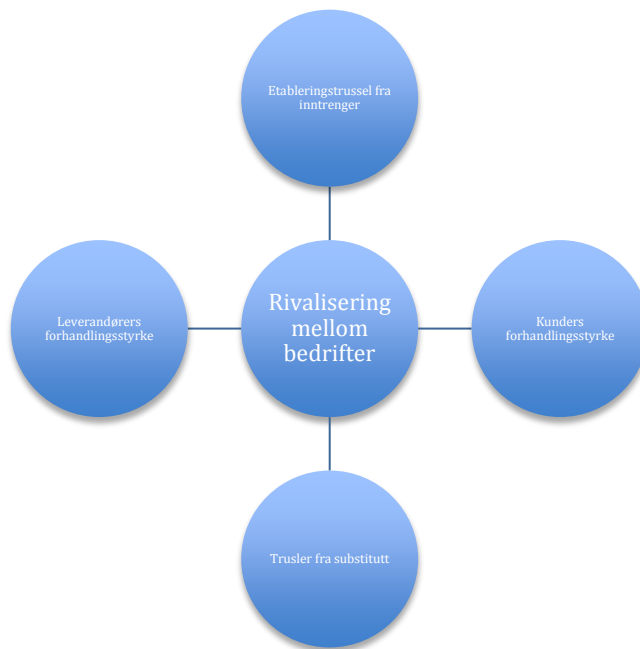 Etableringstrussel fra
inntrenger
Leverandørers
forhandlingsstyrke
Rivalisering
mellom
bedrifter
Kunders
forhandlingsstyrke
Trusler fra substitutt